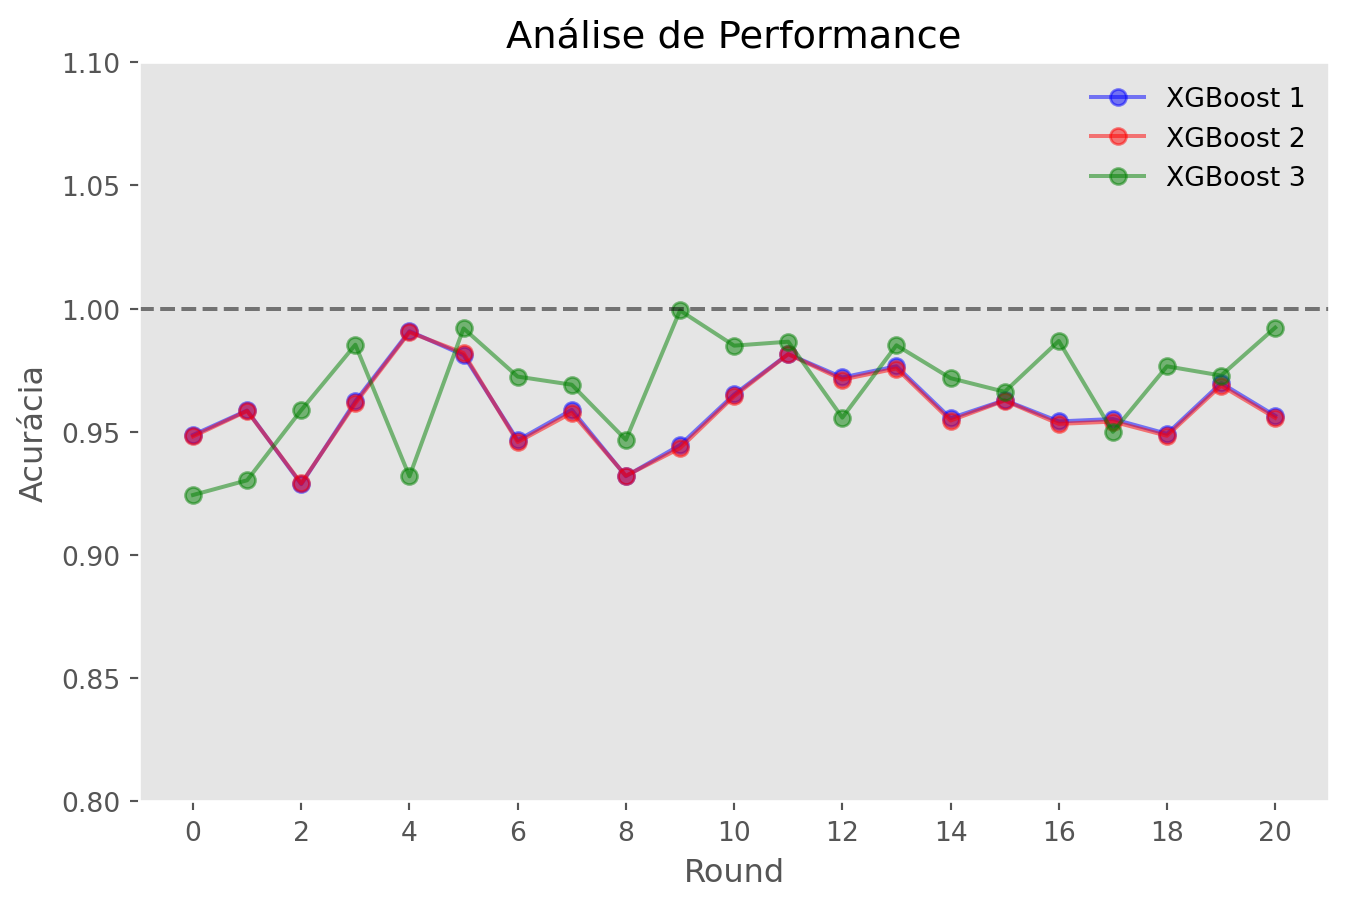 Análise de Performance
1.10
1.05
1.00
0.95
0.90
0.85
0.80
Acurácia
XGBoost 1
XGBoost 2
XGBoost 3
0 2 4 6 8 10 12 14 16 18 20
Round